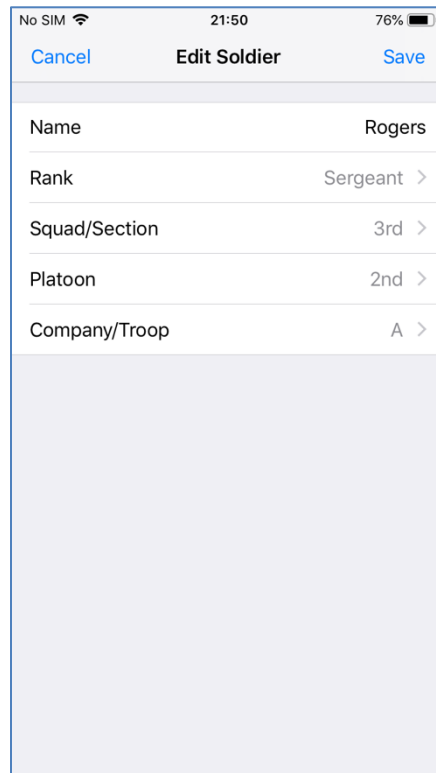 No SIM 21:50 76%
Cancel Edit Soldier Save
Name Rogers
Rank Sergeant
Squad/Section 3rd
Platoon 2nd
Company/Troop A